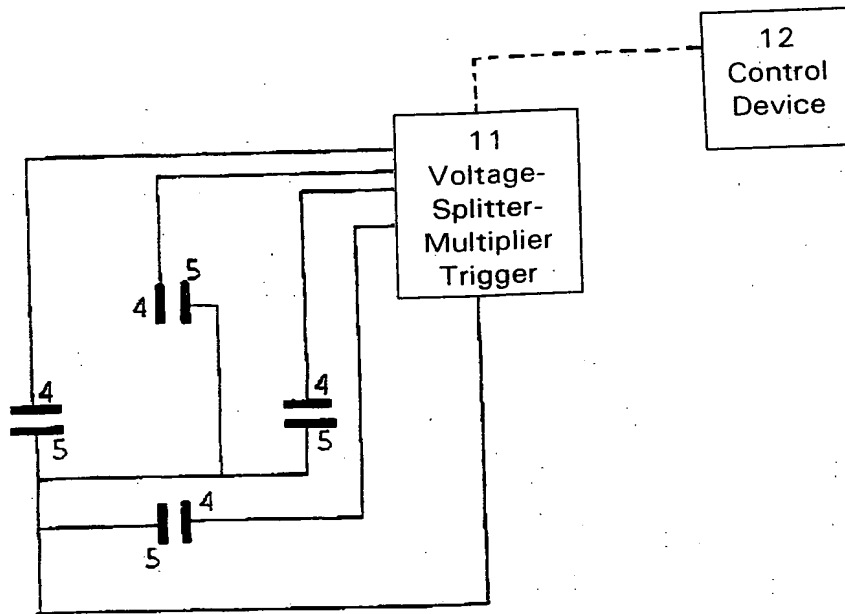 12
Control
Device
11
Voltage-
Splitter-
Multiplier
Trigger
5
4
4
5
4
5
4
5